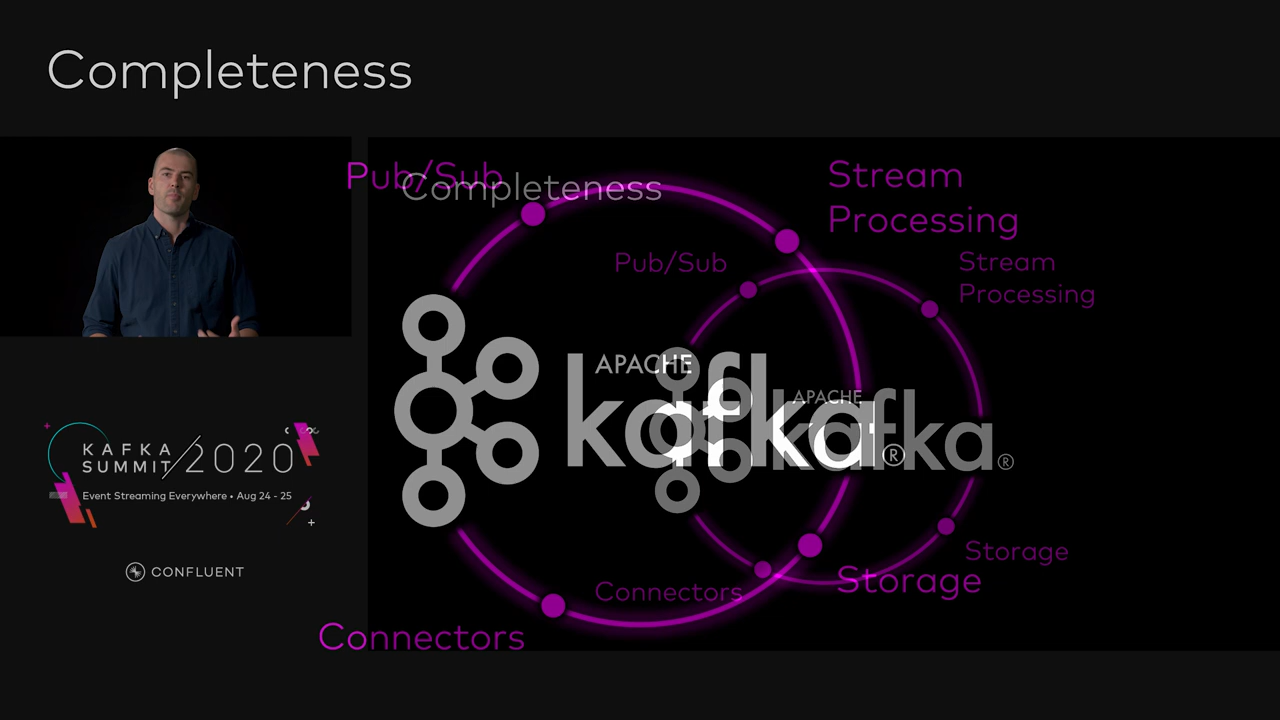 Completeness
Pub/Sub
Completeness
Stream
Processing
Pub/Sub
Stream
Processing
APACHE
kafka®
APACHE
kafka®
Storage
Storage
Connectors
Connectors
KAFKA
SUMMIT/2020
Event Streaming Everywhere • Aug 24 - 25
CONFLUENT